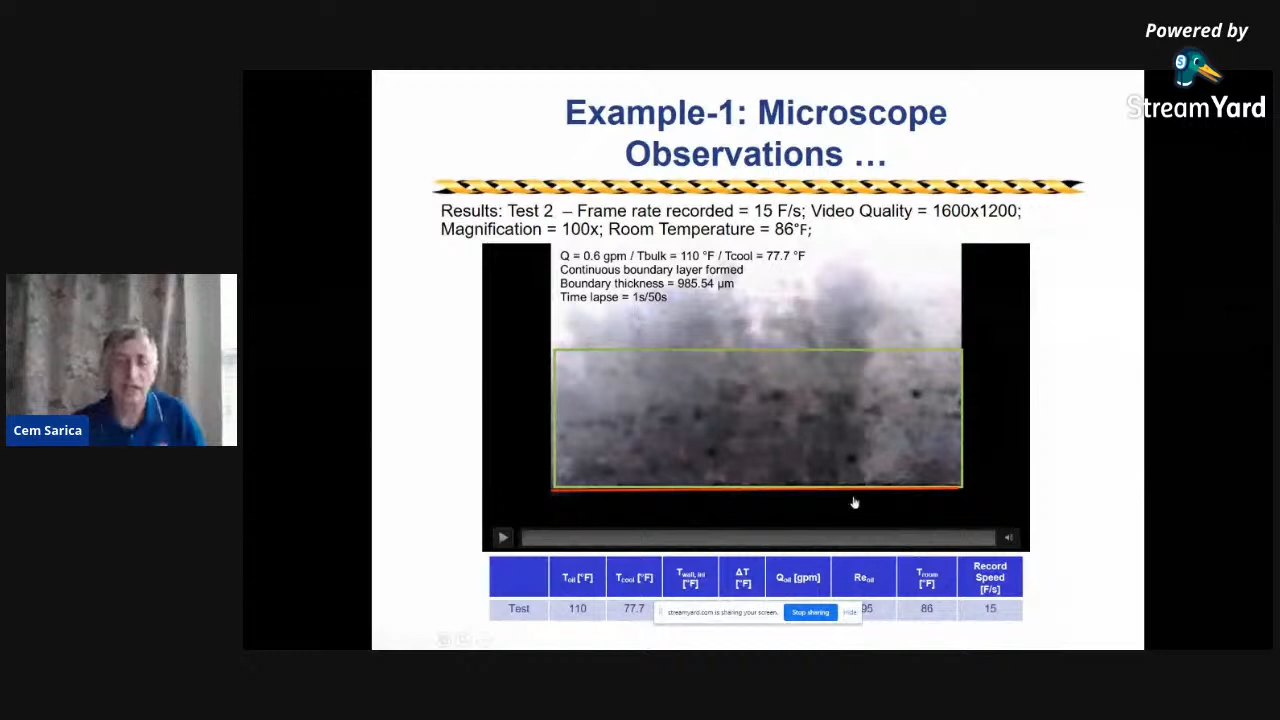 Powered by
StreamYard
Example-1: Microscope
Observations …
Results: Test 2 – Frame rate recorded = 15 F/s; Video Quality = 1600x1200;
Magnification = 100x; Room Temperature = 86°F;
Q = 0.6 gpm / Tbulk = 110 °F / Tcool = 77.7 °F
Continuous boundary layer formed
Boundary thickness = 985.54 µm
Time lapse = 1s/50s
Cem Sarica
Toil [°F] Tcool [°F] Twall, ini [°F] ΔT [°F] Qoil [gpm] Reoil Troom [°F] Record Speed [F/s]
Test 110 77.7 95 86 15
streamyard.com is sharing your screen. Stop sharing Hide